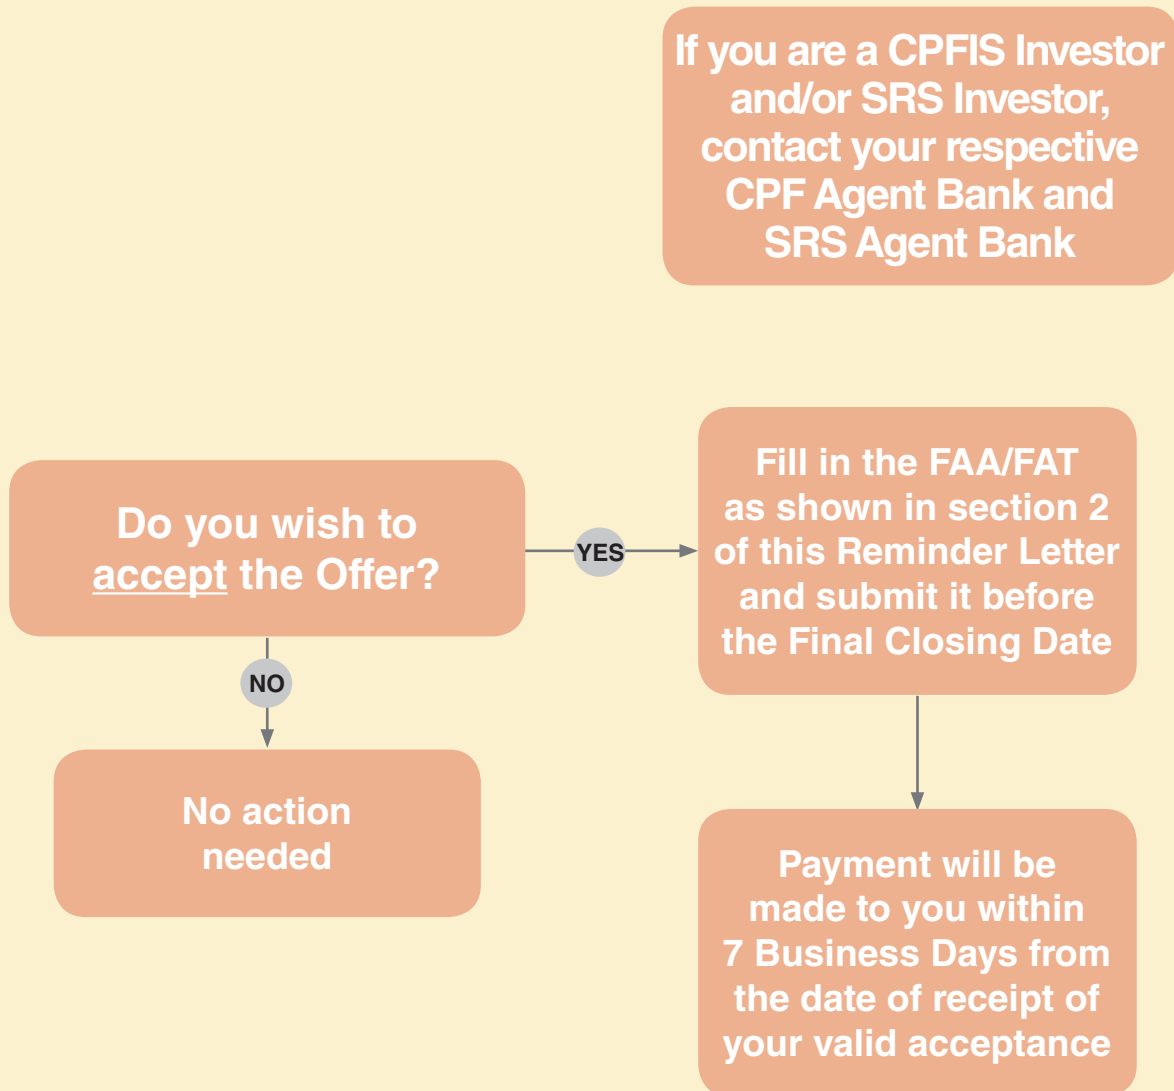 If you are a CPFIS Investor
and/or SRS Investor,
contact your respective
CPF Agent Bank and
SRS Agent Bank
Do you wish to
accept the Offer?
YES
Fill in the FAA/FAT
as shown in section 2
of this Reminder Letter
and submit it before
the Final Closing Date
NO
No action
needed
Payment will be
made to you within
7 Business Days from
the date of receipt of
your valid acceptance